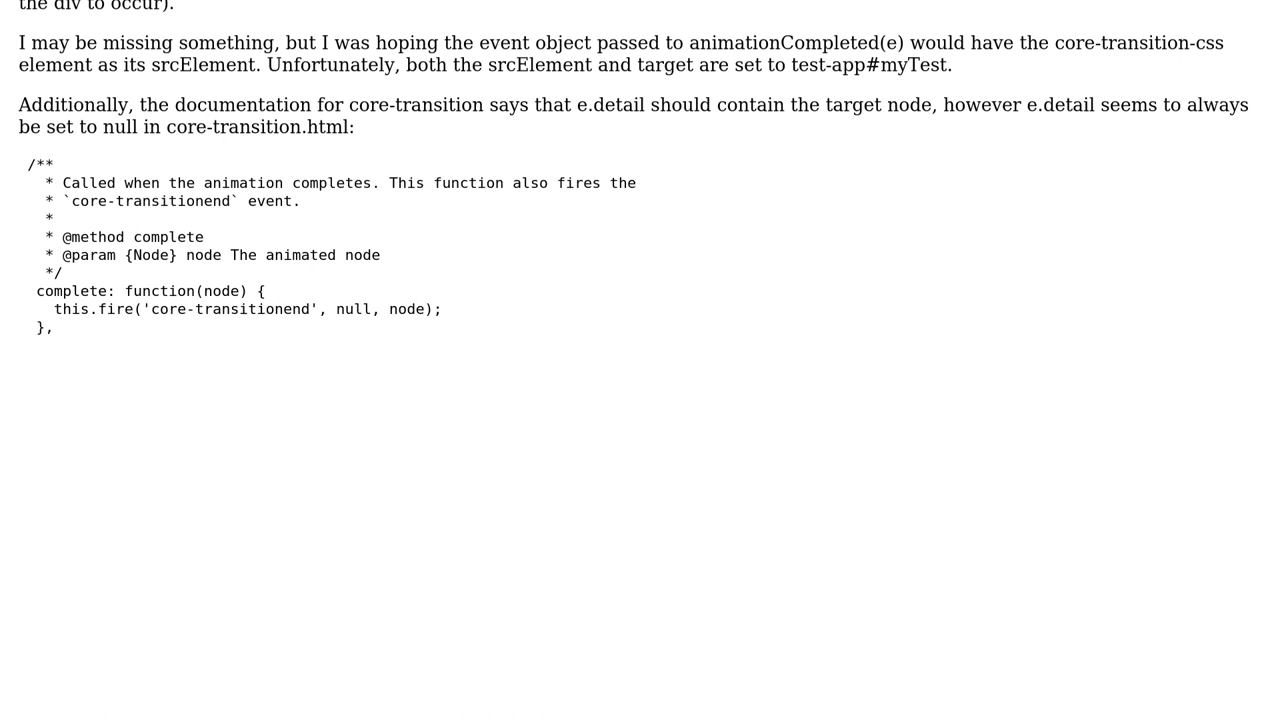 the div to occur).
I may be missing something, but I was hoping the event object passed to animationCompleted(e) would have the core-transition-css
element as its srcElement. Unfortunately, both the srcElement and target are set to test-app#myTest.
Additionally, the documentation for core-transition says that e.detail should contain the target node, however e.detail seems to always
be set to null in core-transition.html:
/**
* Called when the animation completes. This function also fires the
* `core-transitionend` event.
*
* @method complete
* @param {Node} node The animated node
*/
complete: function(node) {
this.fire('core-transitionend', null, node);
},